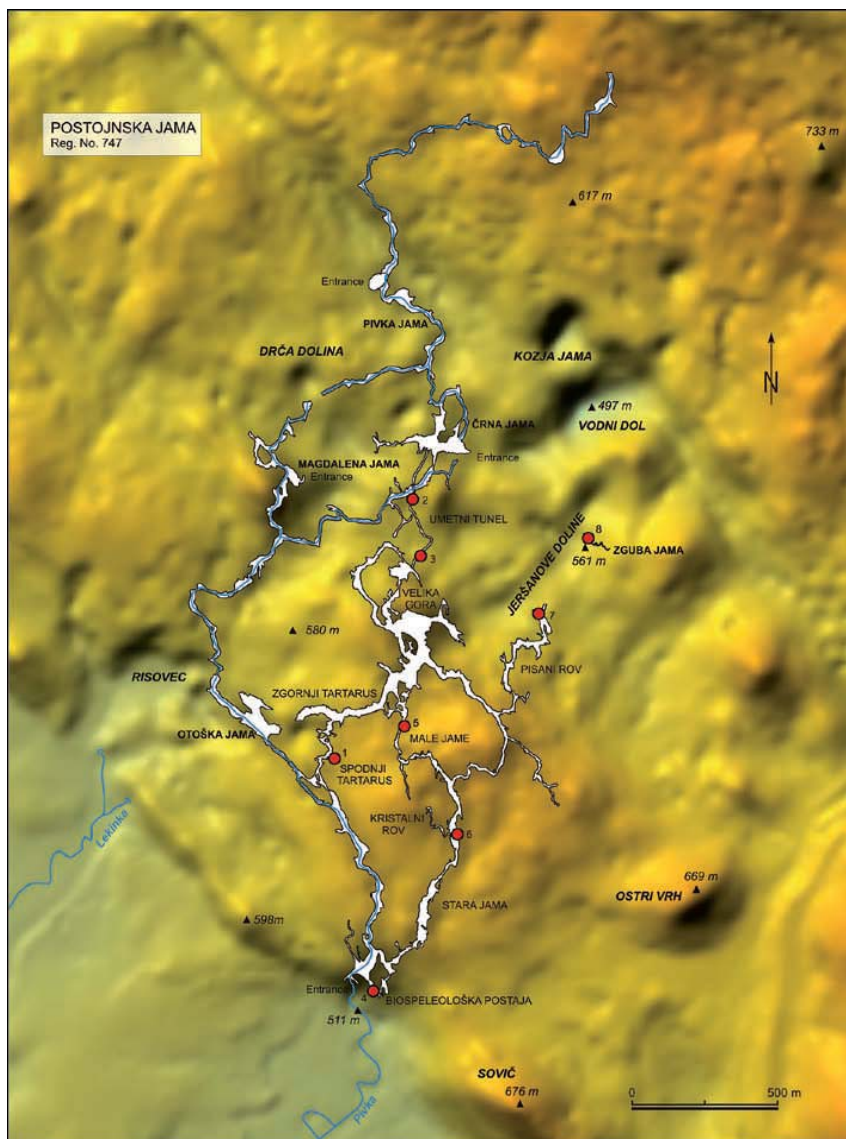 POSTOJNSKA JAMA
Reg. No. 747
733 m
617 m
Entrance
PIVKA JAMA
DRČA DOLINA
KOZJA JAMA
N
497 m
VODNI DOL
ČRNA JAMA
Entrance
MAGDALENA JAMA
Entrance
2
UMETNI TUNEL
8
ZGUBA JAMA
561 m
JERŠANOVE DOLINE
3
VELIKA
GORA
7
580 m
PISANI ROV
RISOVEC
ZGORNJI TARTARUS
OTOŠKA JAMA
5
MALE JAME
1
SPODNJI
TARTARUS
Lekinka
KRISTALNI
ROV
6
669 m
OSTRI VRH
STARA JAMA
598m
Entrance
4
BIOSPELEOLOŠKA POSTAJA
511 m
SOVIČ
676 m
Pivka
0
500 m